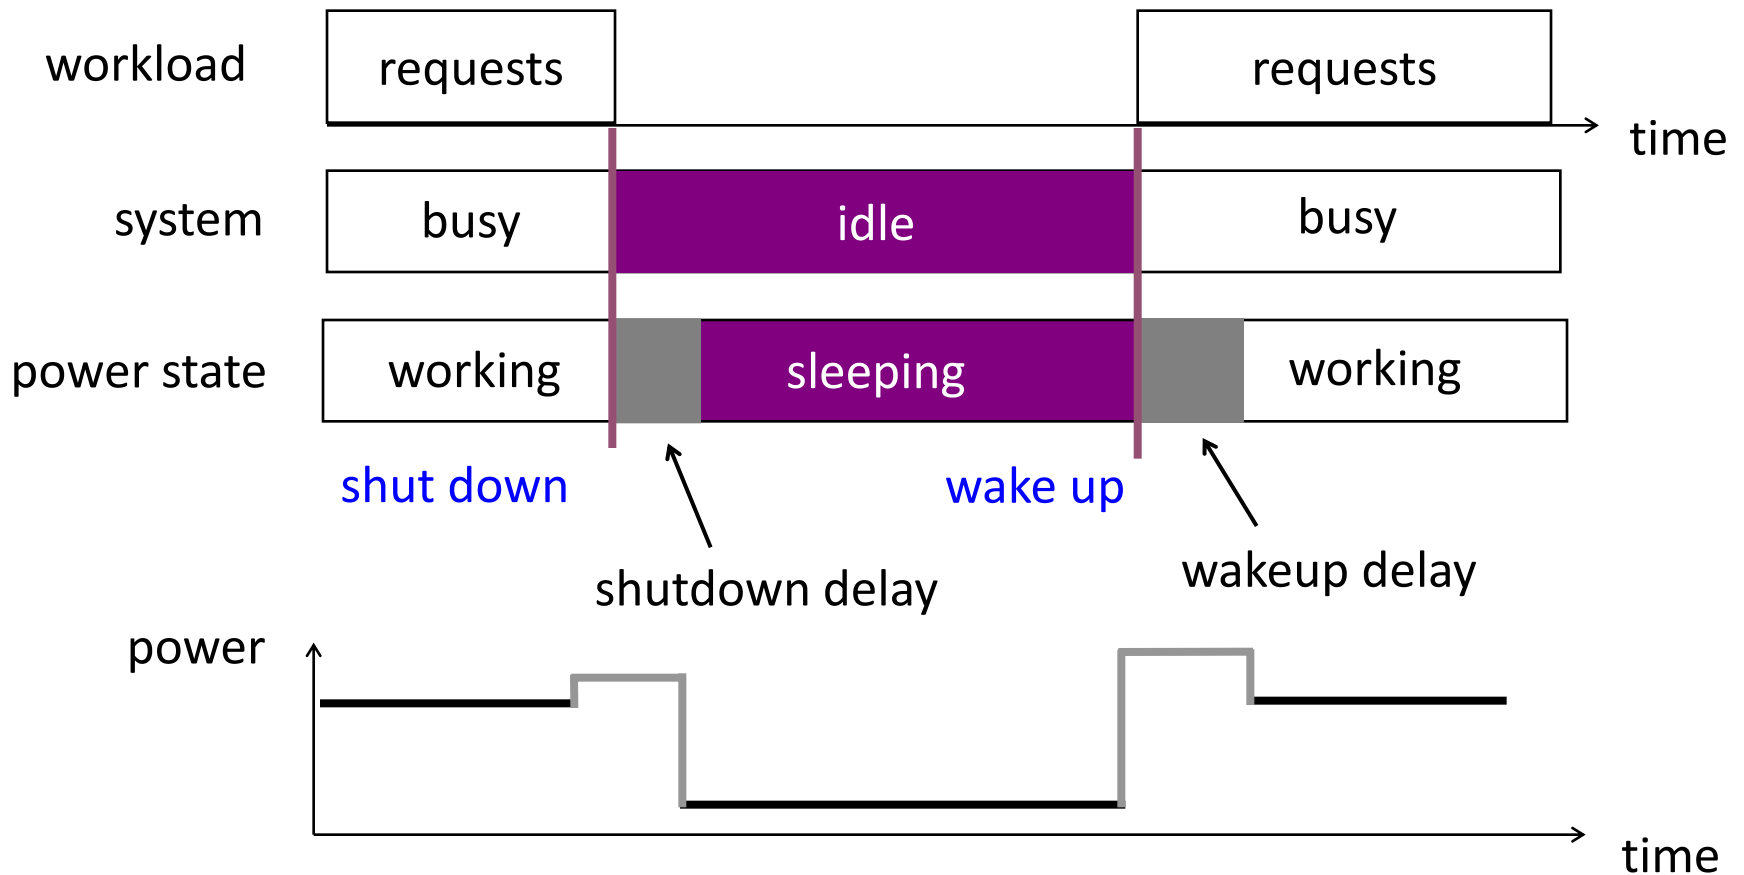 workload
requests
requests
time
system
busy
idle
busy
power state
working
sleeping
working
shut down
wake up
shutdown delay
wakeup delay
power
time